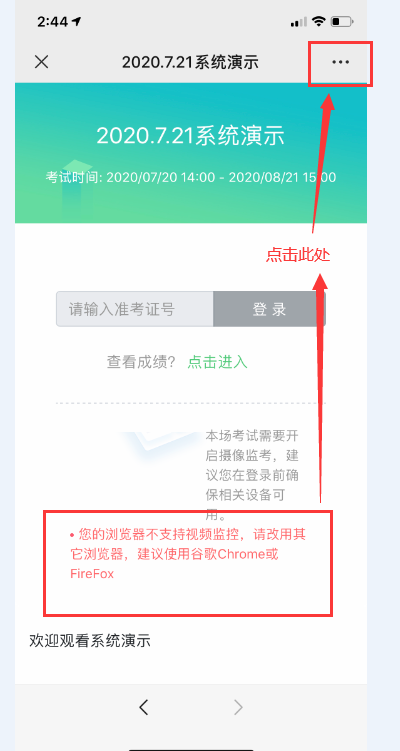 2:44
2020.7.21系统演示
2020.7.21系统演示
考试时间: 2020/07/20 14:00 - 2020/08/21 15:00
点击此处
请输入准考证号
登 录
查看成绩? 点击进入
本场考试需要开
启摄像监考，建
议您在登录前确
保相关设备可
用。
• 您的浏览器不支持视频监控，请改用其
它浏览器，建议使用谷歌Chrome或
FireFox
欢迎观看系统演示